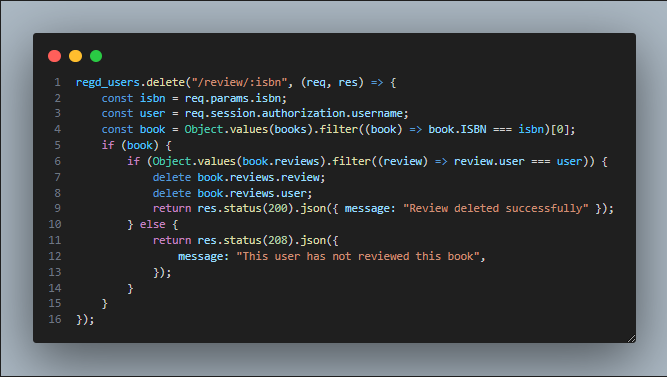 1 regd_users.delete("/review/:isbn", (req, res) => {
2     const isbn = req.params.isbn;
3     const user = req.session.authorization.username;
4     const book = Object.values(books).filter((book) => book.ISBN === isbn)[0];
5     if (book) {
6         if (Object.values(book.reviews).filter((review) => review.user === user)) {
7             delete book.reviews.review;
8             delete book.reviews.user;
9             return res.status(200).json({ message: "Review deleted successfully" });
10         } else {
11             return res.status(208).json({
12                 message: "This user has not reviewed this book",
13             });
14         }
15     }
16 });